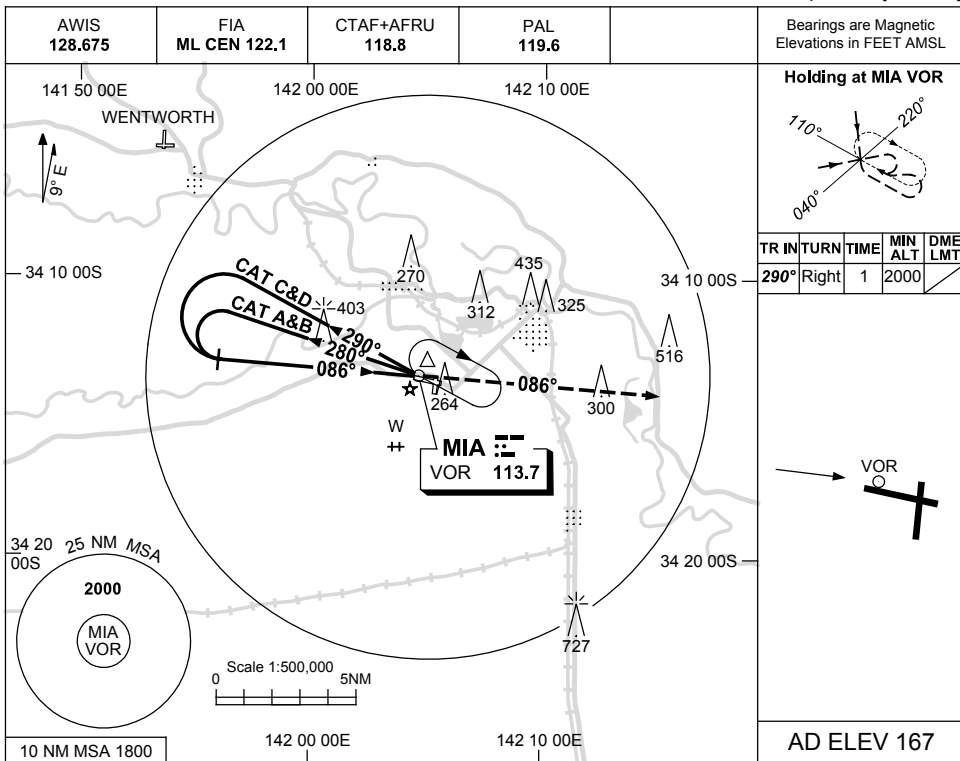 AWIS
128.675
FIA
ML CEN 122.1
CTAF+AFRU
118.8
PAL
119.6
Bearings are Magnetic
Elevations in FEET AMSL
141 50 00E
142 00 00E
142 10 00E
WENTWORTH
9° E
34 10 00S
34 10 00S
CAT C&D
CAT A&B
290°
280°
086°
086°
403
270
312
435
325
516
300
264
W
MIA
VOR 113.7
34 20
00S
34 20 00S
25 NM MSA
2000
MIA
VOR
727
Scale 1:500,000
0 5NM
10 NM MSA 1800
142 00 00E
142 10 00E
Holding at MIA VOR
110°
220°
040°
TR IN TURN TIME MIN ALT DME LMT
290° Right 1 2000
VOR
AD ELEV 167